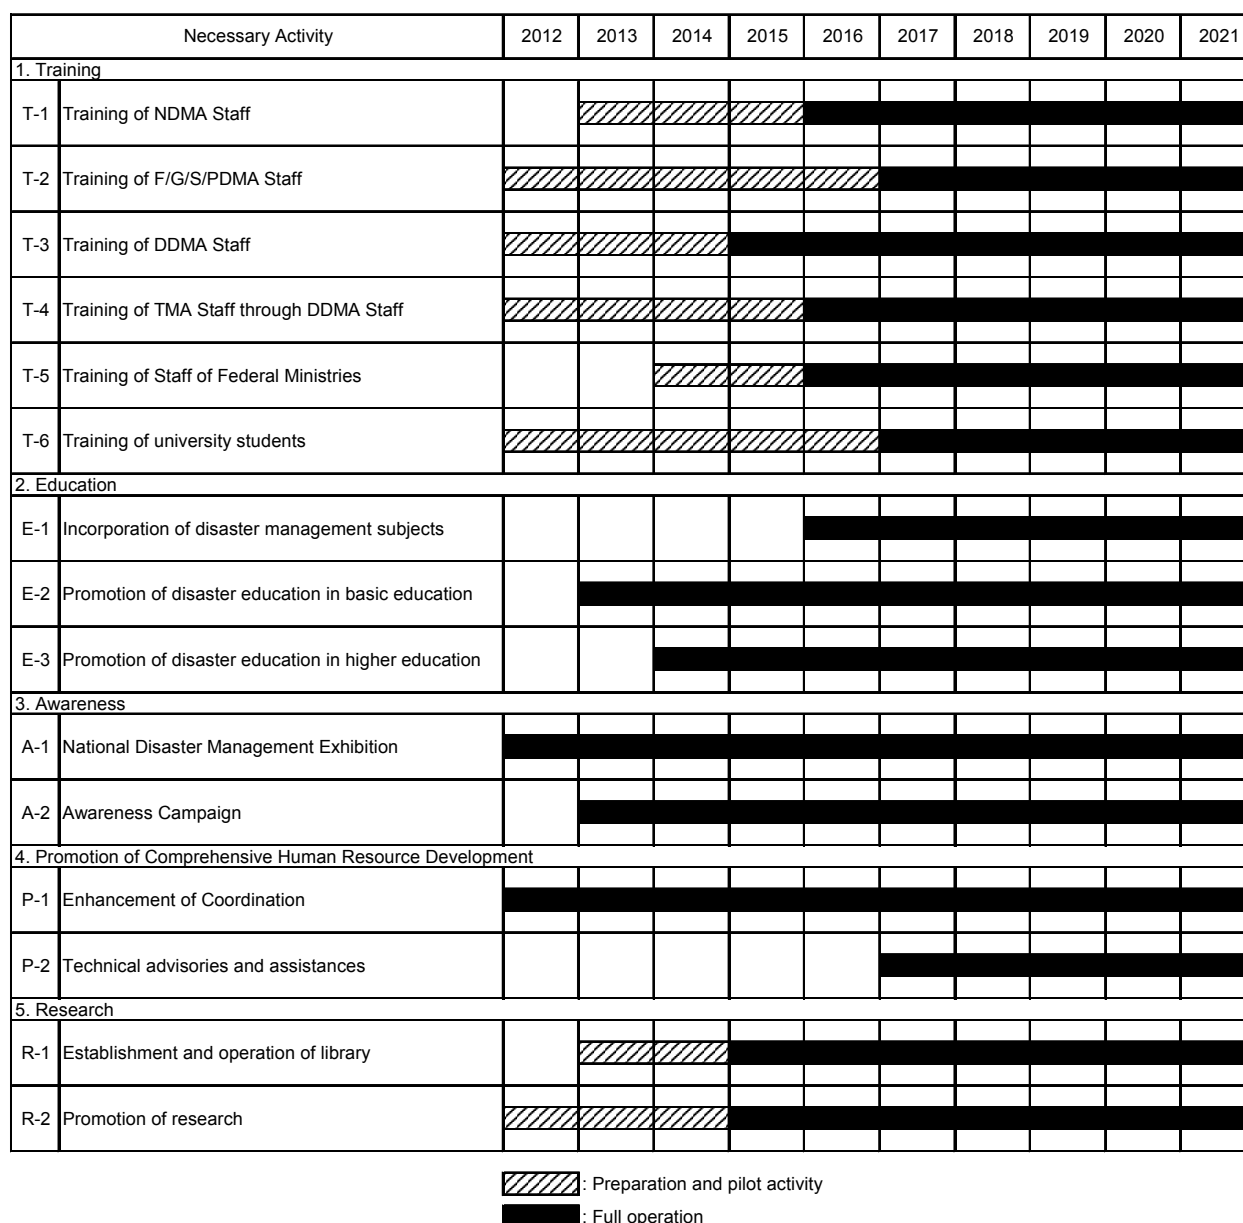 Necessary Activity 2012 2013 2014 2015 2016 2017 2018 2019 2020 2021
1. Training
T-1 Training of NDMA Staff
T-2 Training of F/G/S/PDMA Staff
T-3 Training of DDMA Staff
T-4 Training of TMA Staff through DDMA Staff
T-5 Training of Staff of Federal Ministries
T-6 Training of university students
2. Education
E-1 Incorporation of disaster management subjects
E-2 Promotion of disaster education in basic education
E-3 Promotion of disaster education in higher education
3. Awareness
A-1 National Disaster Management Exhibition
A-2 Awareness Campaign
4. Promotion of Comprehensive Human Resource Development
P-1 Enhancement of Coordination
P-2 Technical advisories and assistances
5. Research
R-1 Establishment and operation of library
R-2 Promotion of research
: Preparation and pilot activity
: Full operation